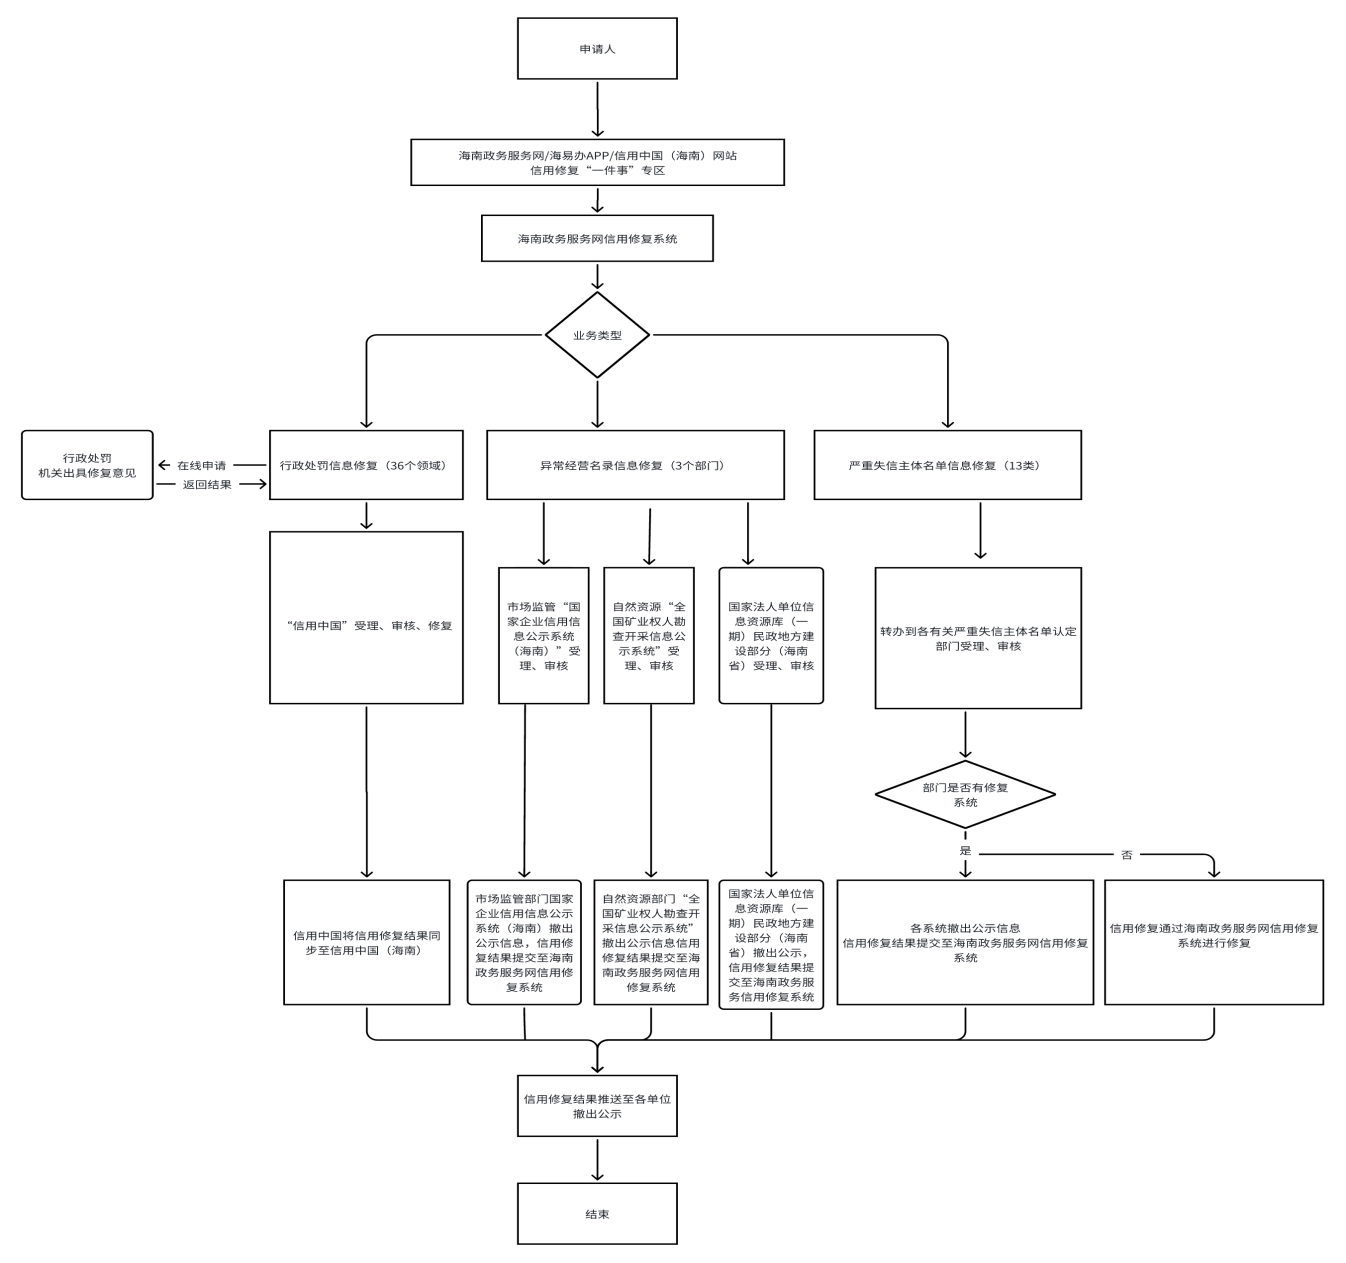 申请人
海南政务服务网/海易办APP/信用中国（海南）网站
信用修复“一件事”专区
海南政务服务网信用修复系统
业务类型
行政处罚
机关出具修复意见
在线申请
返回结果
行政处罚信息修复（36个领域）
异常经营名录信息修复（3个部门）
严重失信主体名单信息修复（13类）
“信用中国”受理、审核、修复
市场监管“国
家企业信用信
息公示系统
（海南）”受
理、审核
自然资源“全
国矿业权人勘
查开采信息公
示系统”受
理、审核
国家法人单位信
息资源库（一
期）民政地方建
设部分（海南
省）受理、审核
转办到各有关严重失信主体名单认定
部门受理、审核
部门是否有修复
系统
是
否
信用中国将信用修复结果同
步至信用中国（海南）
市场监管部门国家
企业信用信息公示
系统（海南）撤出
公示信息，信用修
复结果提交至海南
政务服务网信用修
复系统
自然资源部门“全
国矿业权人勘查开
采信息公示系统”
撤出公示信息信用
修复结果提交至海
南政务服务网信用
修复系统
国家法人单位信
息资源库（一
期）民政地方建
设部分（海南
省）撤出公示，
信用修复结果提
交至海南政务服
务信用修复系统
各系统撤出公示信息
信用修复结果提交至海南政务服务网信用修复
系统
信用修复通过海南政务服务网信用修复
系统进行修复
信用修复结果推送至各单位
撤出公示
结束